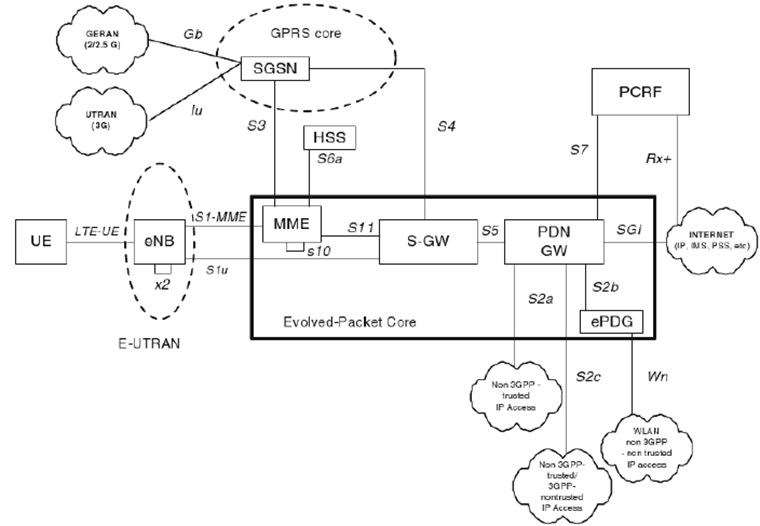 GERAN
(2/2.5 G)
Gb
GPRS core
SGSN
UTRAN
(3G)
Iu
S3
S4
PCRF
HSS
S6a
S7
Rx+
UE
LTE-UE
eNB
x2
S1-MME
S1u
MME
S11
s10
S-GW
S5
PDN
GW
SGI
INTERNET
(IP, IMS, PSS, etc)
S2a
S2b
ePDG
Evolved-Packet Core
E-UTRAN
S2c
Wn
Non 3GPP -
trusted
IP Access
WLAN
non 3GPP
- non trusted
IP access
Non 3GPP-
trusted/
3GPP-
nontrusted
IP Access